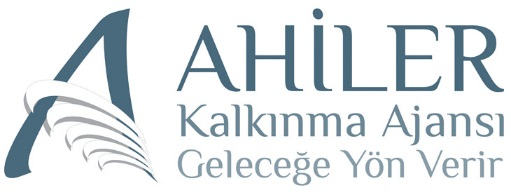 AHİLER
Kalkınma Ajansı
Geleceğe Yön Verir